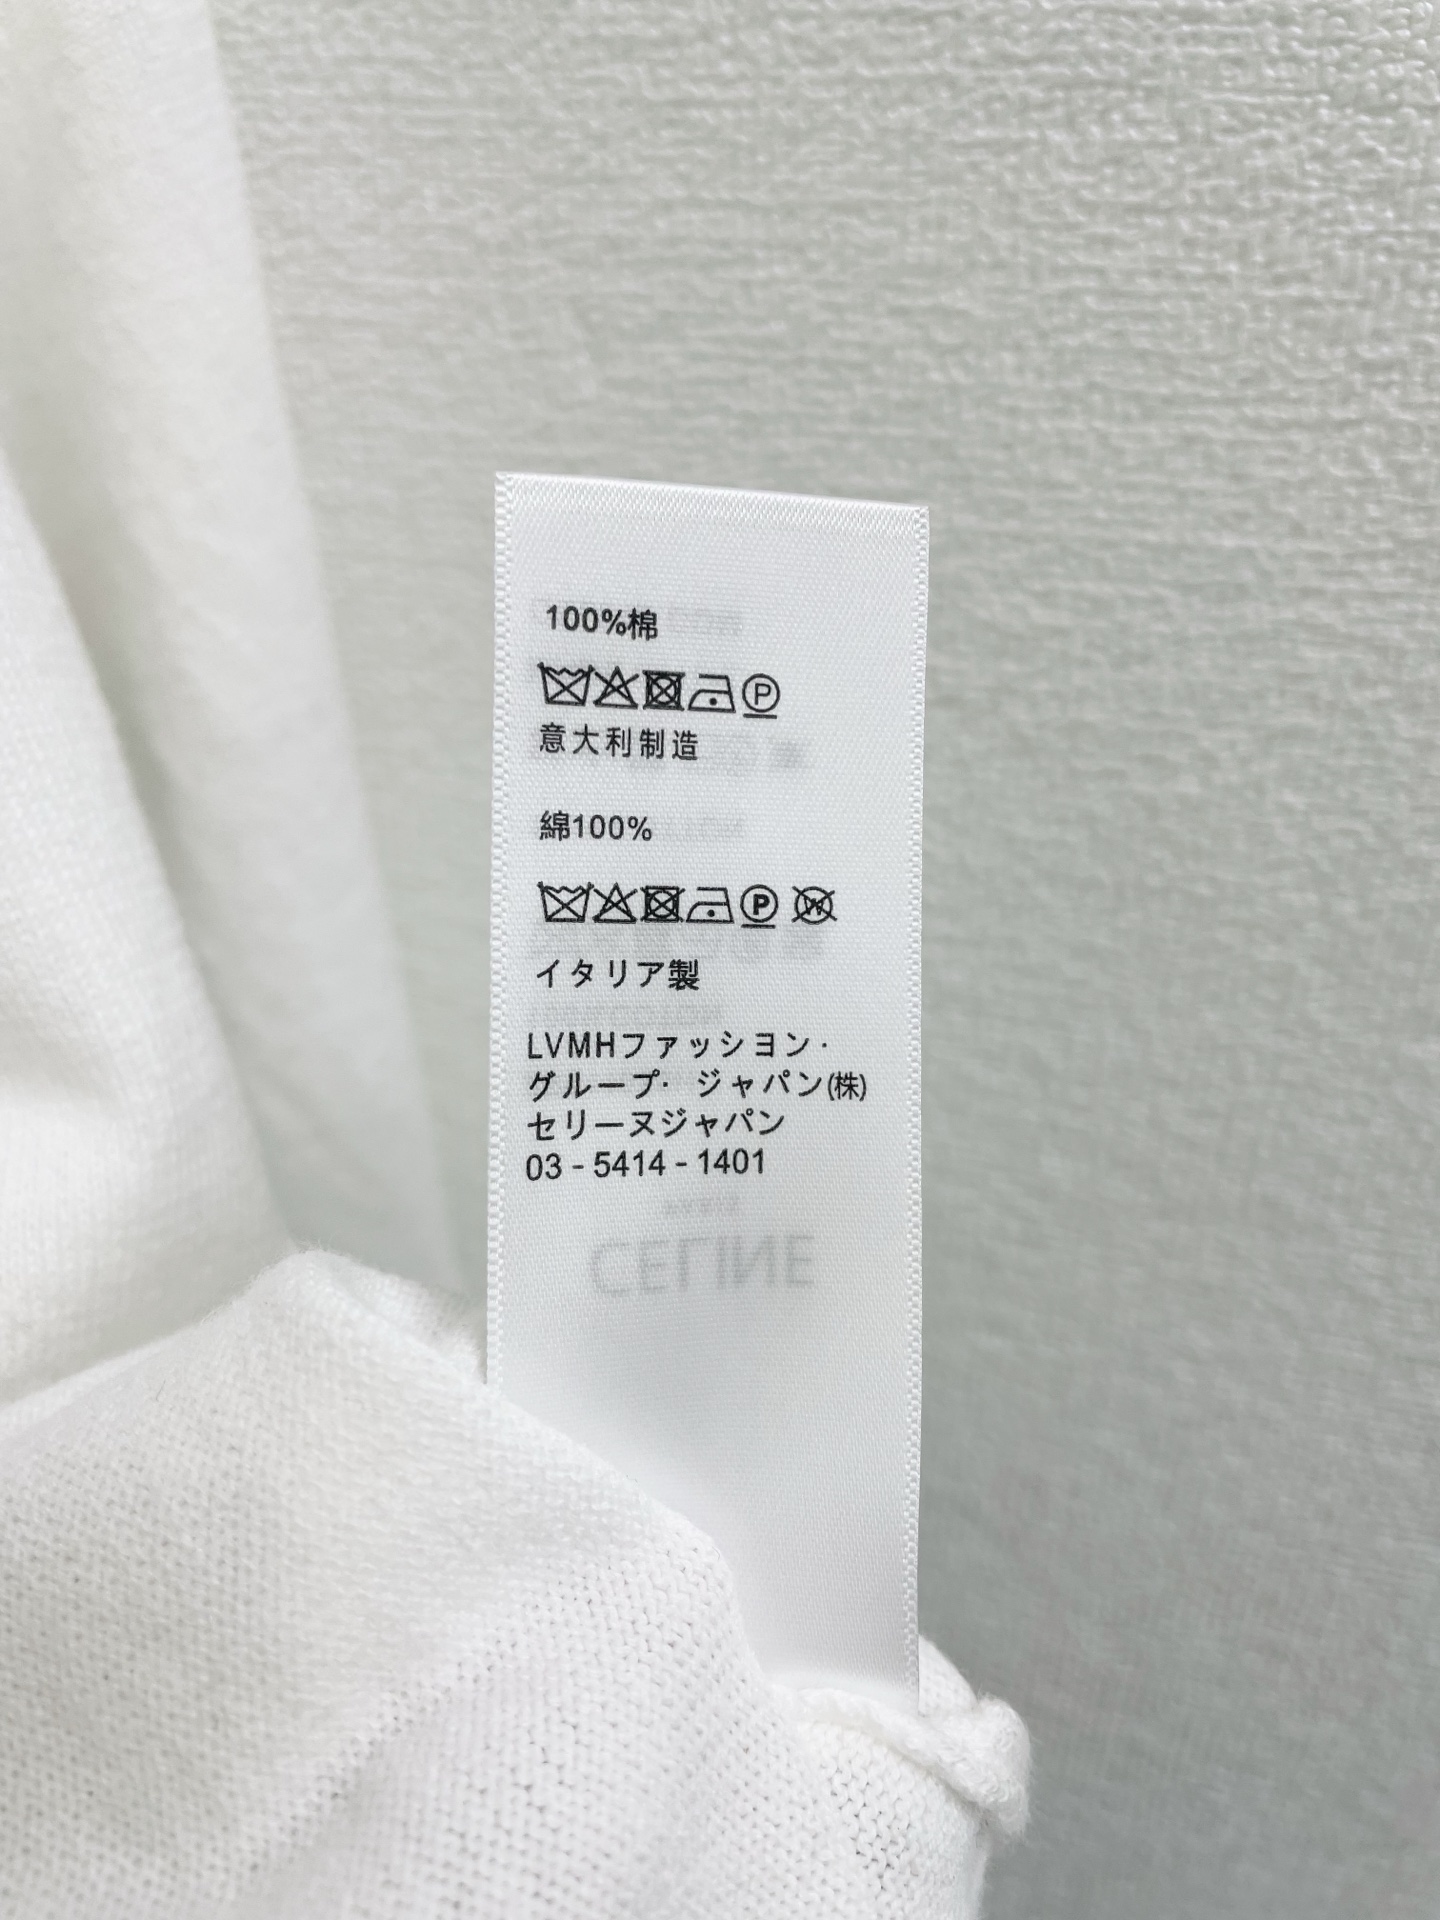 100%棉
P
意大利制造
綿100%
P W
イタリア製
LVMHファッション·
グループ· ジャパン(株)
セリーヌジャパン
03-5414-1401
PARIS
CELINE